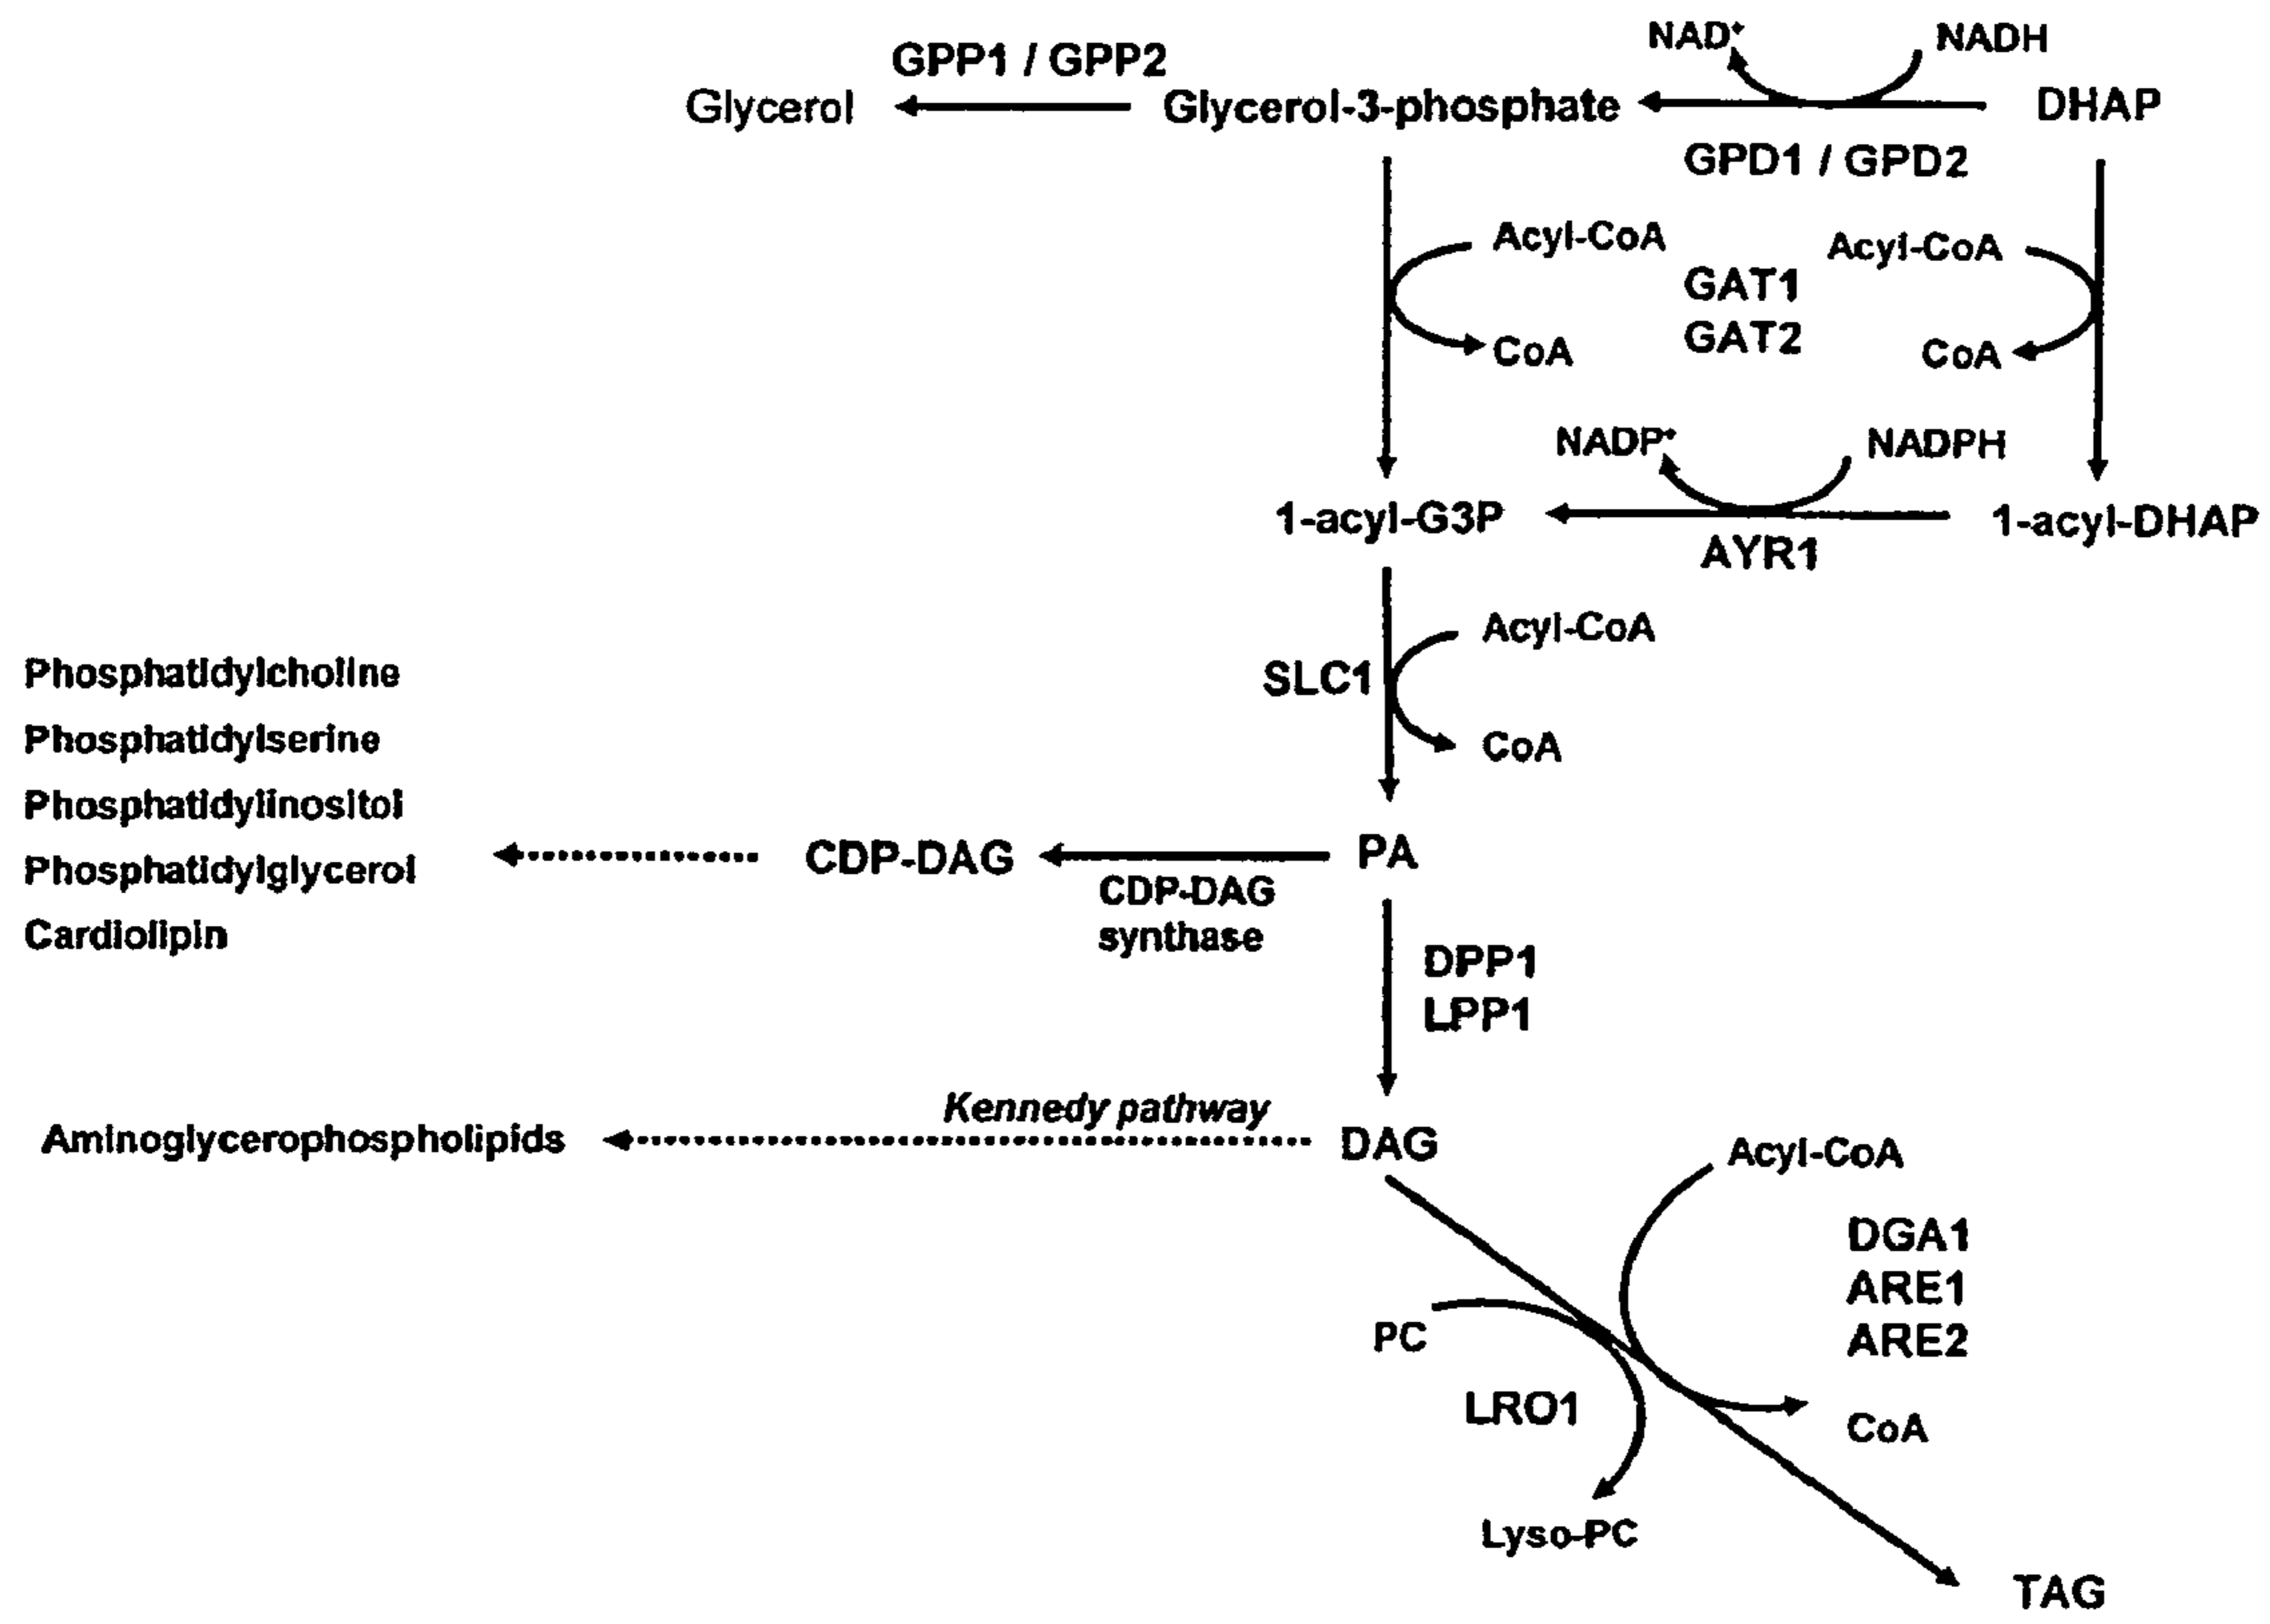 GPP1 / GPP2
NAD+
NADH
Glycerol
Glycerol-3-phosphate
DHAP
GPD1 / GPD2
Acyl-CoA
Acyl-CoA
GAT1
GAT2
CoA
CoA
NADP+
NADPH
1-acyl-G3P
1-acyl-DHAP
AYR1
Acyl-CoA
SLC1
CoA
Phosphatidylcholine
Phosphatidylserine
Phosphatidylinositol
Phosphatidylglycerol
Cardiolipin
CDP-DAG
PA
CDP-DAG
synthase
DPP1
LPP1
Kennedy pathway
Aminoglycerophospholipids
DAG
Acyl-CoA
DGA1
ARE1
ARE2
PC
LRO1
CoA
Lyso-PC
TAG